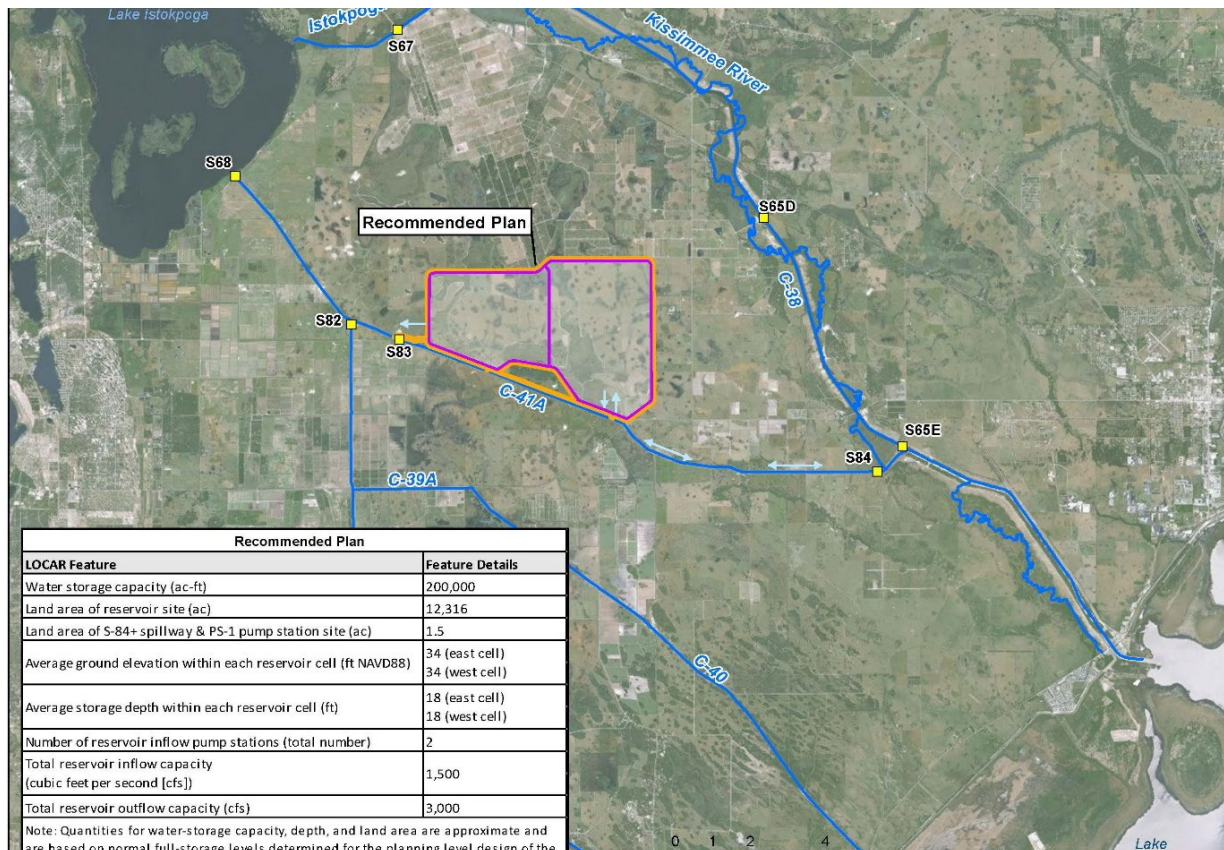 Lake Istokpoga
Istokpoga
S67
Kissimmee River
S68
S65D
Recommended Plan
C-38
S82
S83
C-41A
S65E
S84
C-39A
C-40
Recommended Plan
LOCAR Feature Feature Details
Water storage capacity (ac-ft) 200,000
Land area of reservoir site (ac) 12,316
Land area of S-84+ spillway & PS-1 pump station site (ac) 1.5
Average ground elevation within each reservoir cell (ft NAVD88) 34 (east cell)
34 (west cell)
Average storage depth within each reservoir cell (ft) 18 (east cell)
18 (west cell)
Number of reservoir inflow pump stations (total number) 2
Total reservoir inflow capacity
(cubic feet per second [cfs]) 1,500
Total reservoir outflow capacity (cfs) 3,000
Note: Quantities for water-storage capacity, depth, and land area are approximate and
are based on normal full-storage levels determined for the planning level design of the
0 1 2 4
Lake